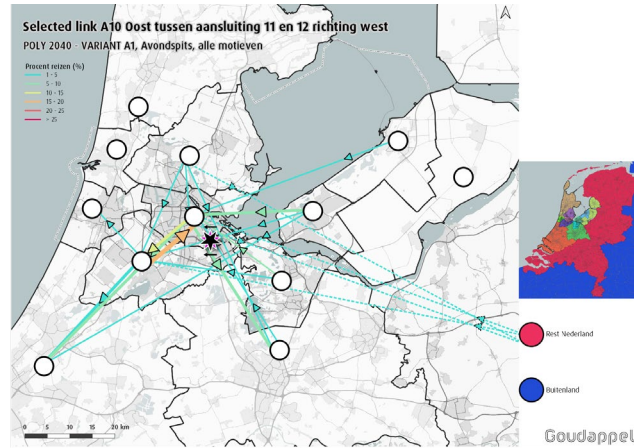 Selected link A10 Oost tussen aansluiting 11 en 12 richting west
POLY 2040 - VARIANT A1, Avondspits, alle motieven
Procent reizen (%)
1 - 5
5 - 10
10 - 15
15 - 20
20 - 25
> 25
Rest Nederland
Buitenland
0 5 10 15 20 km
Goudappel